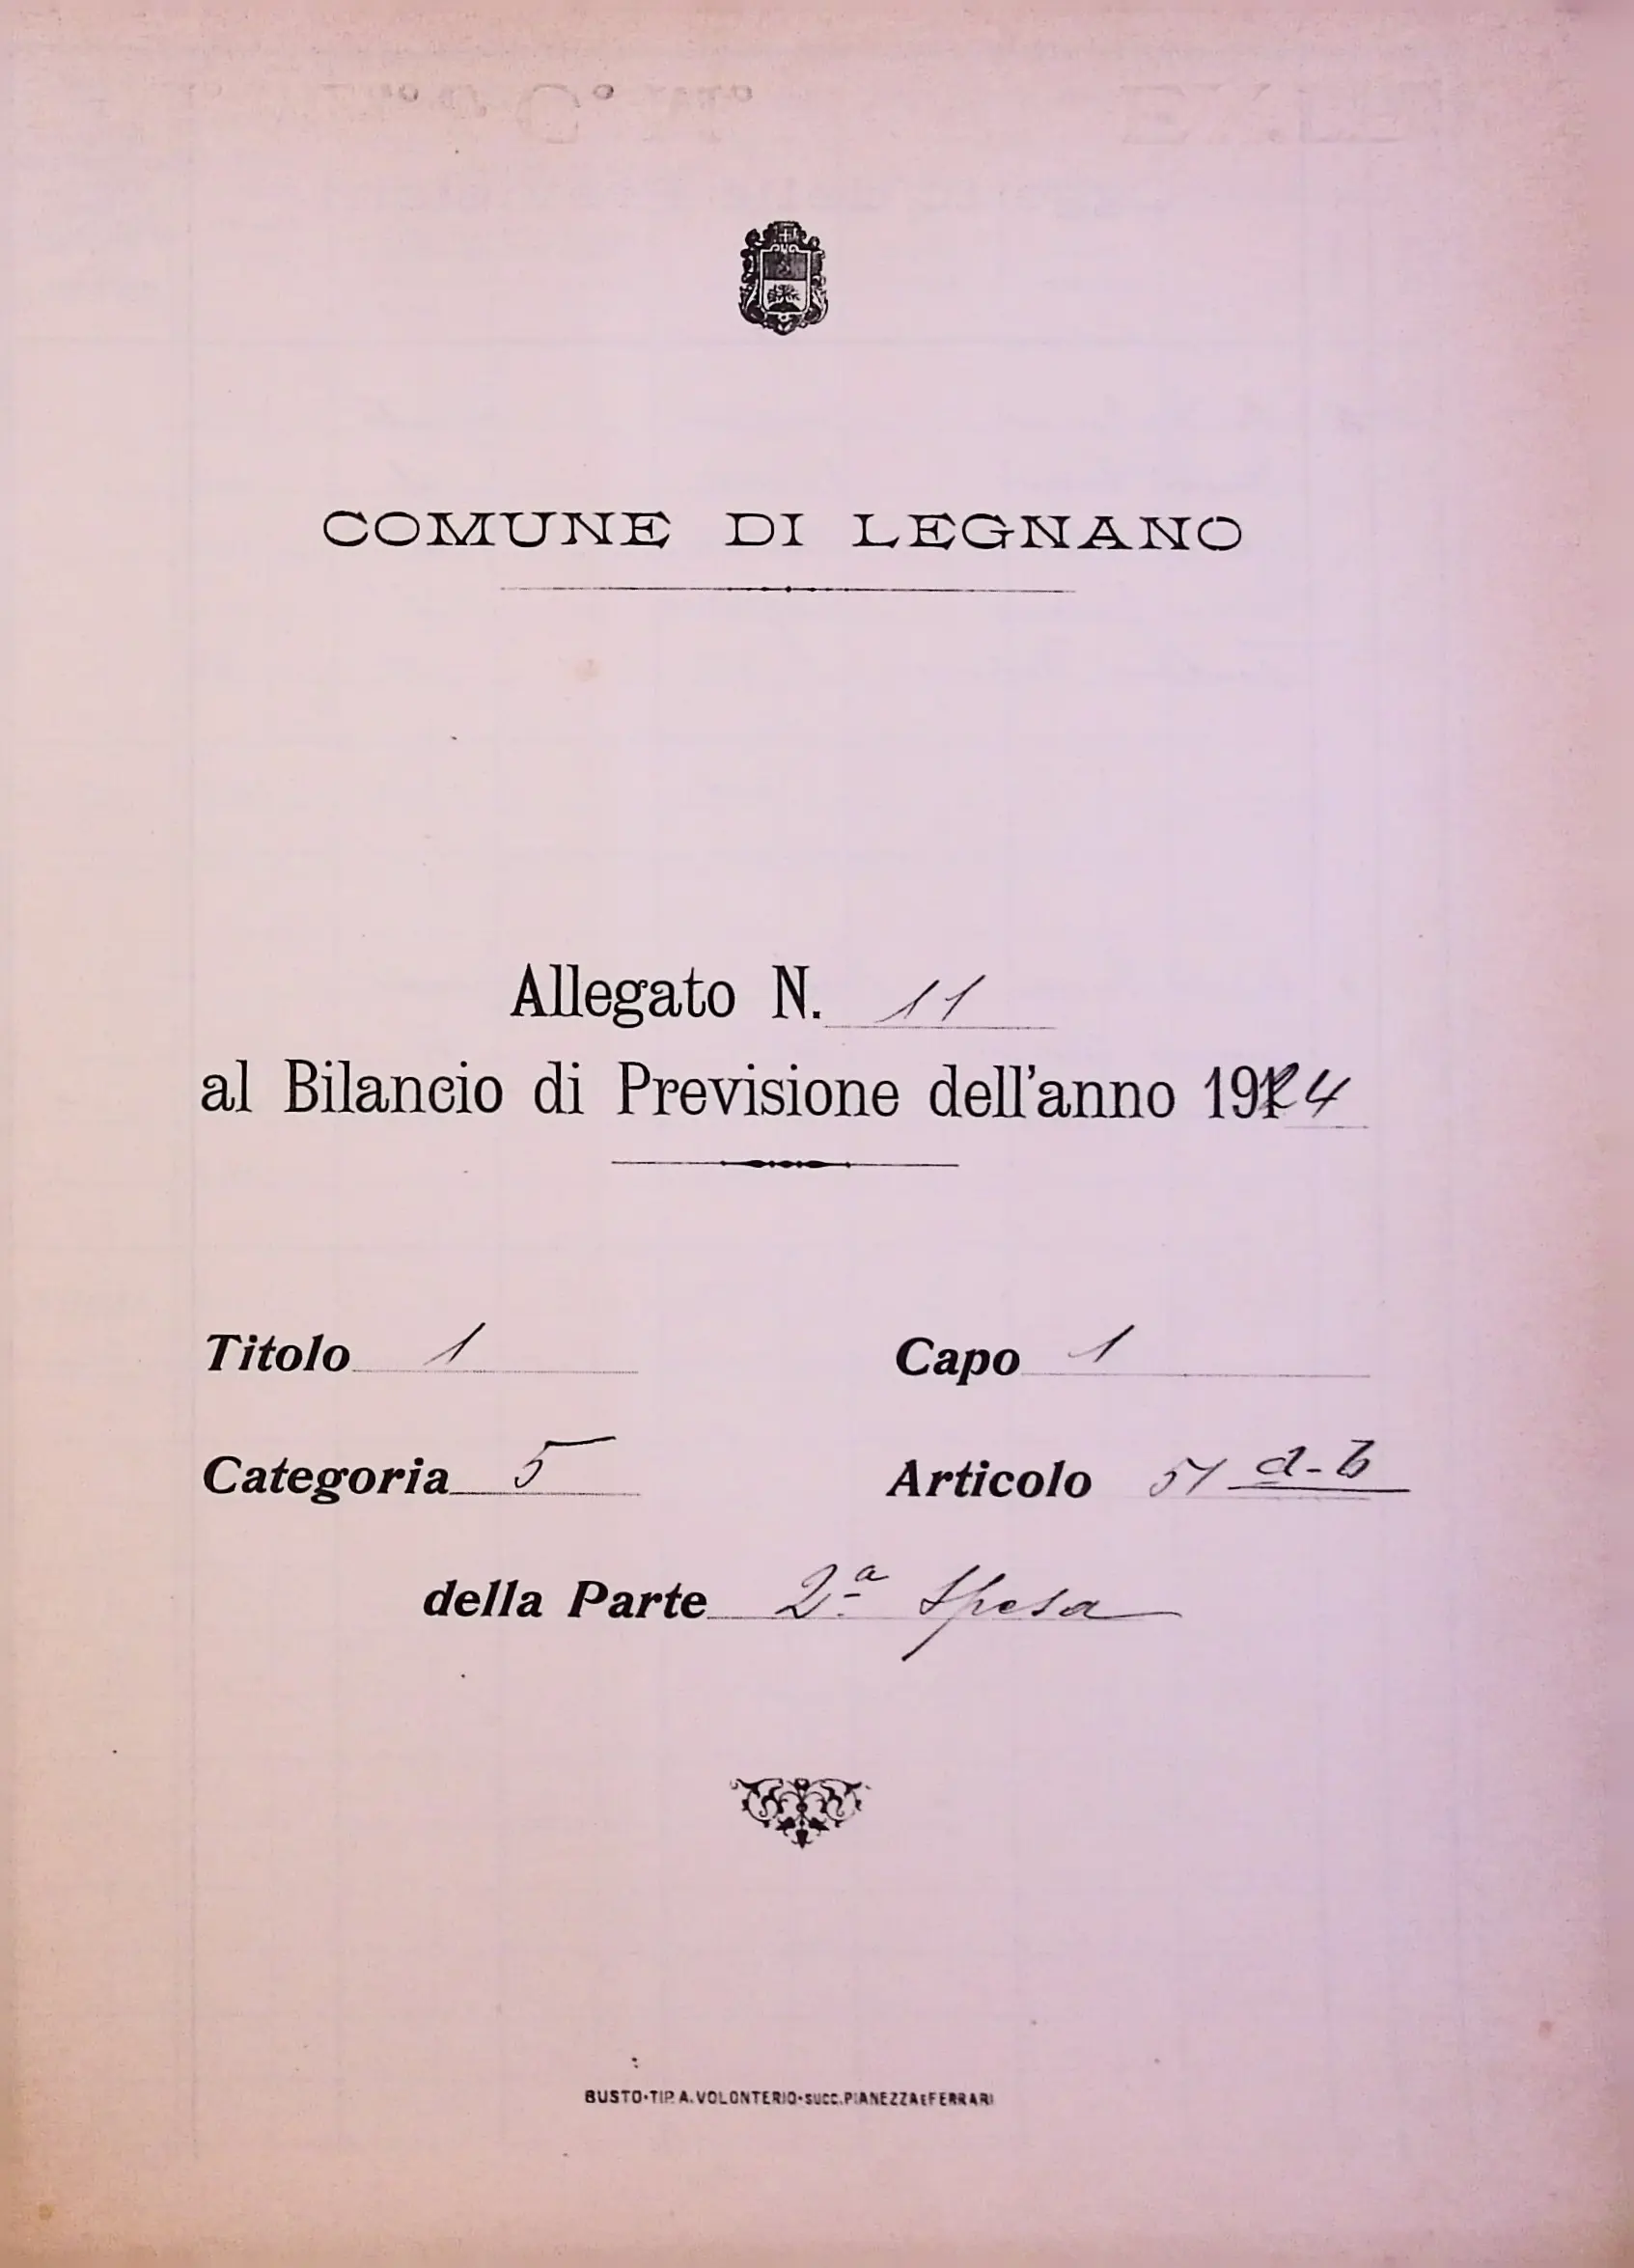 COMUNE DI LEGNANO
Allegato N. 11
al Bilancio di Previsione dell'anno 1924
Titolo 1 Capo 1
Categoria 5 Articolo 51 a-b
della Parte 2ª Spesa
BUSTO·TIP. A. VOLONTERIO·SUCC. PIANEZZA E FERRARI